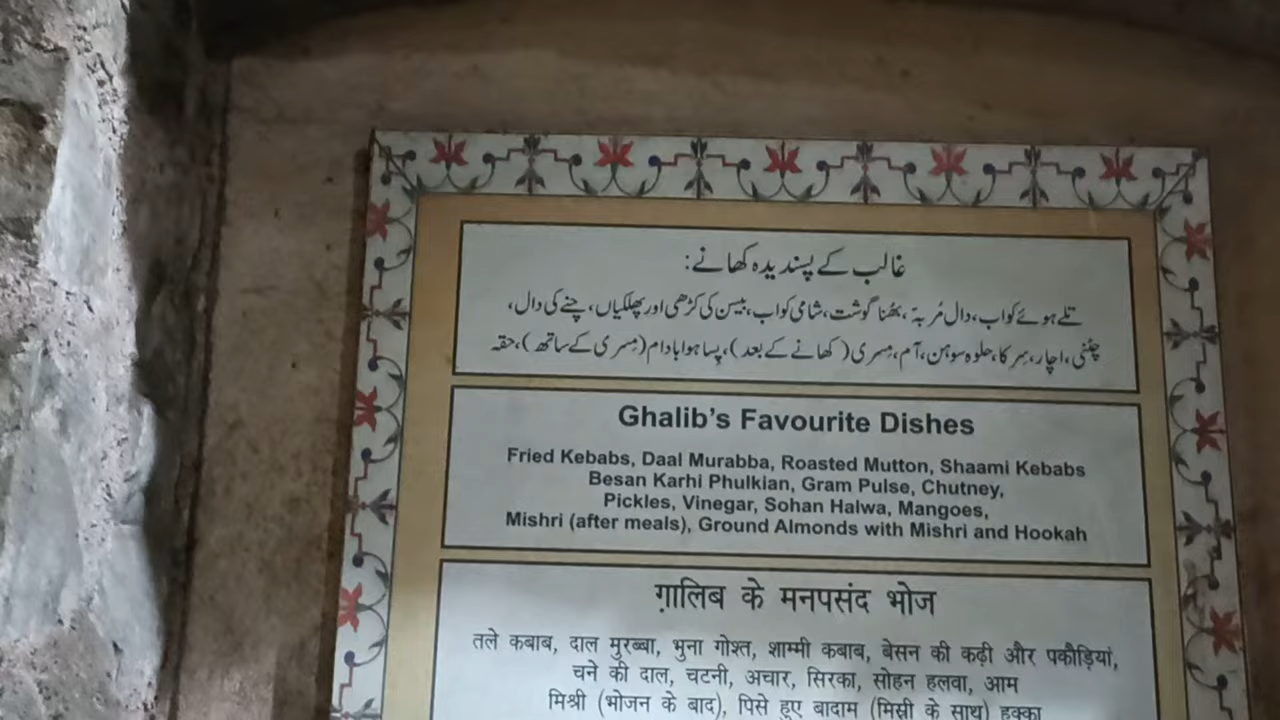 غالب کے پسندیدہ کھانے:
تلے ہوئے کواب، دال مُربہّ، بھُنا گوشت، شامی کواب، بیسن کی کڑھی اور پھلکیاں، چنے کی دال،
چٹنی، اچار، سِرکا، حلوہ سوہن، آم، مِسری (کھانے کے بعد)، پسا ہوا بادام (مِسری کے ساتھ)، حقہ
Ghalib's Favourite Dishes
Fried Kebabs, Daal Murabba, Roasted Mutton, Shaami Kebabs
Besan Karhi Phulkian, Gram Pulse, Chutney,
Pickles, Vinegar, Sohan Halwa, Mangoes,
Mishri (after meals), Ground Almonds with Mishri and Hookah
ग़ालिब के मनपसंद भोज
तले कबाब, दाल मुरब्बा, भुना गोश्त, शाम्मी कबाब, बेसन की कढ़ी और पकौड़ियां,
चने की दाल, चटनी, अचार, सिरका, सोहन हलवा, आम
मिश्री (भोजन के बाद), पिसे हुए बादाम (मिस्री के साथ) हुक्का